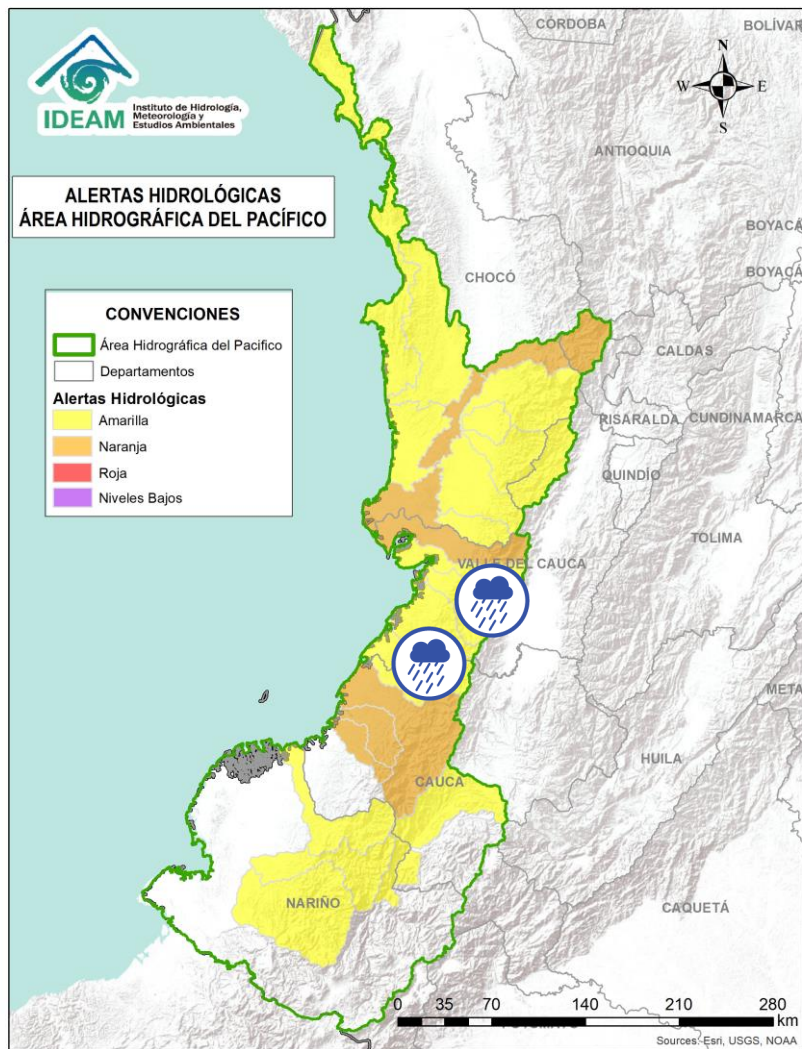 IDEAM
Instituto de Hidrología,
Meteorología y
Estudios Ambientales
ALERTAS HIDROLÓGICAS
ÁREA HIDROGRÁFICA DEL PACÍFICO
CONVENCIONES
Área Hidrográfica del Pacifico
Departamentos
Alertas Hidrológicas
Amarilla
Naranja
Roja
Niveles Bajos
N
W E
S
CÓRDOBA
BOLÍVAR
ANTIOQUIA
BOYACÁ
BOYACÁ
CHOCÓ
CALDAS
RISARALDA
CUNDINAMARCA
QUINDÍO
TOLIMA
VALLE DEL CAUCA
META
HUILA
CAUCA
NARIÑO
CAQUETÁ
0 35 70 140 210 280
km
Sources: Esri, USGS, NOAA